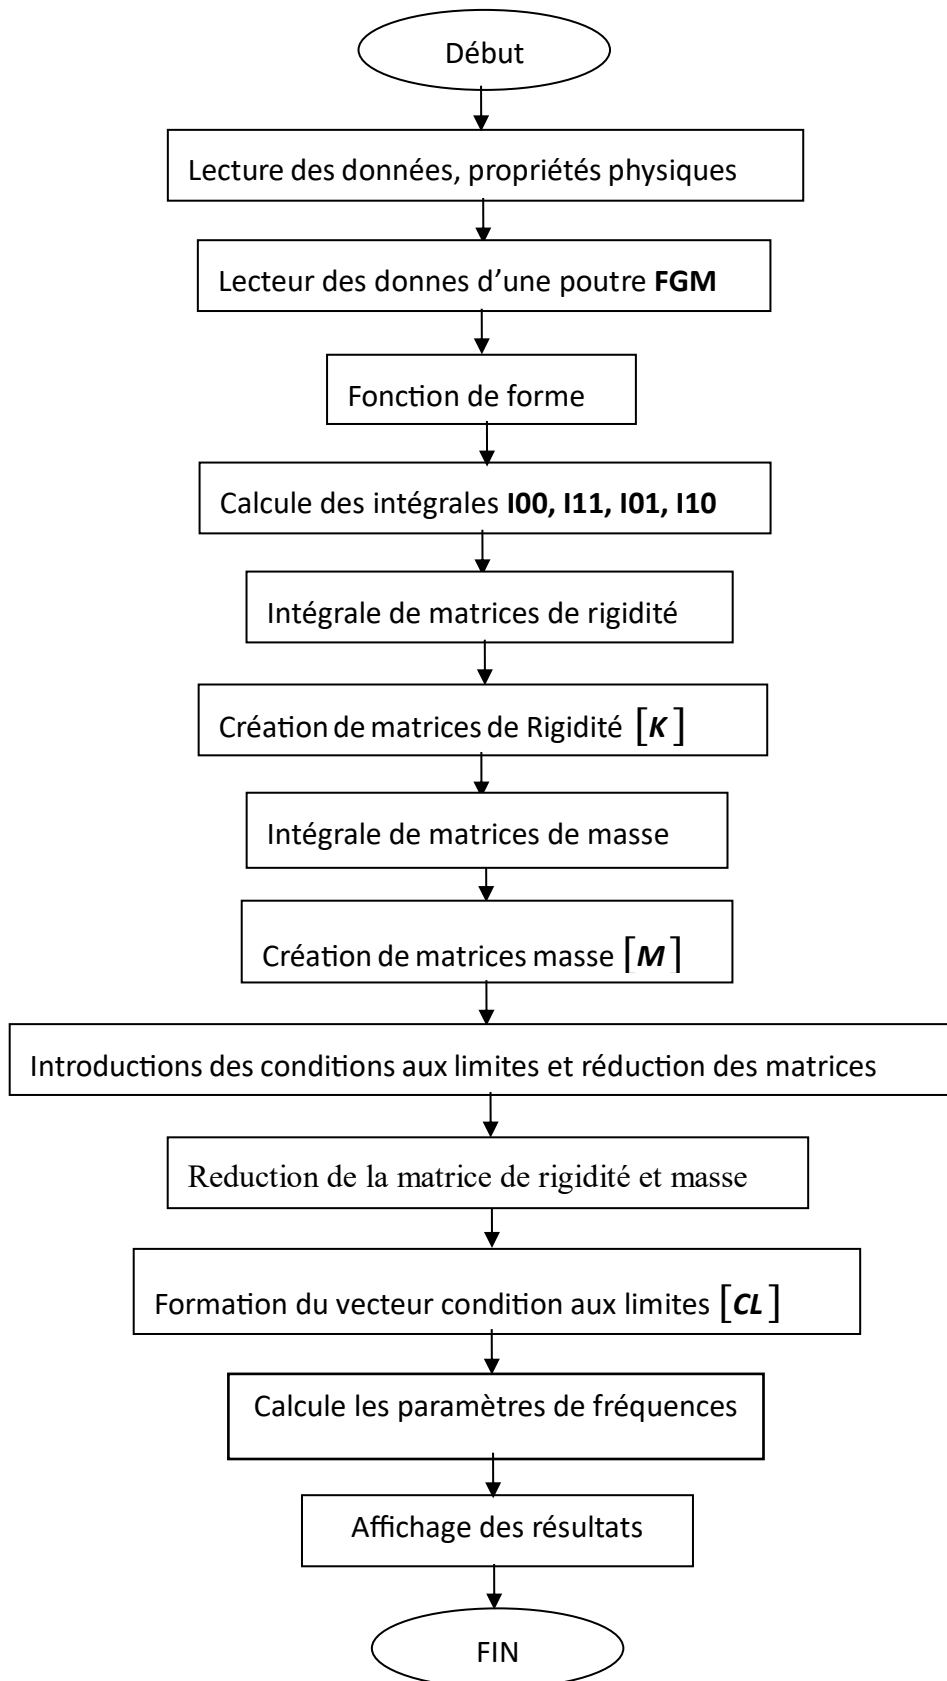 Début
Lecture des données, propriétés physiques
Lecteur des donnes d’une poutre FGM
Fonction de forme
Calcule des intégrales I00, I11, I01, I10
Intégrale de matrices de rigidité
Création de matrices de Rigidité [K]
Intégrale de matrices de masse
Création de matrices masse [M]
Introductions des conditions aux limites et réduction des matrices
Reduction de la matrice de rigidité et masse
Formation du vecteur condition aux limites [CL]
Calcule les paramètres de fréquences
Affichage des résultats
FIN